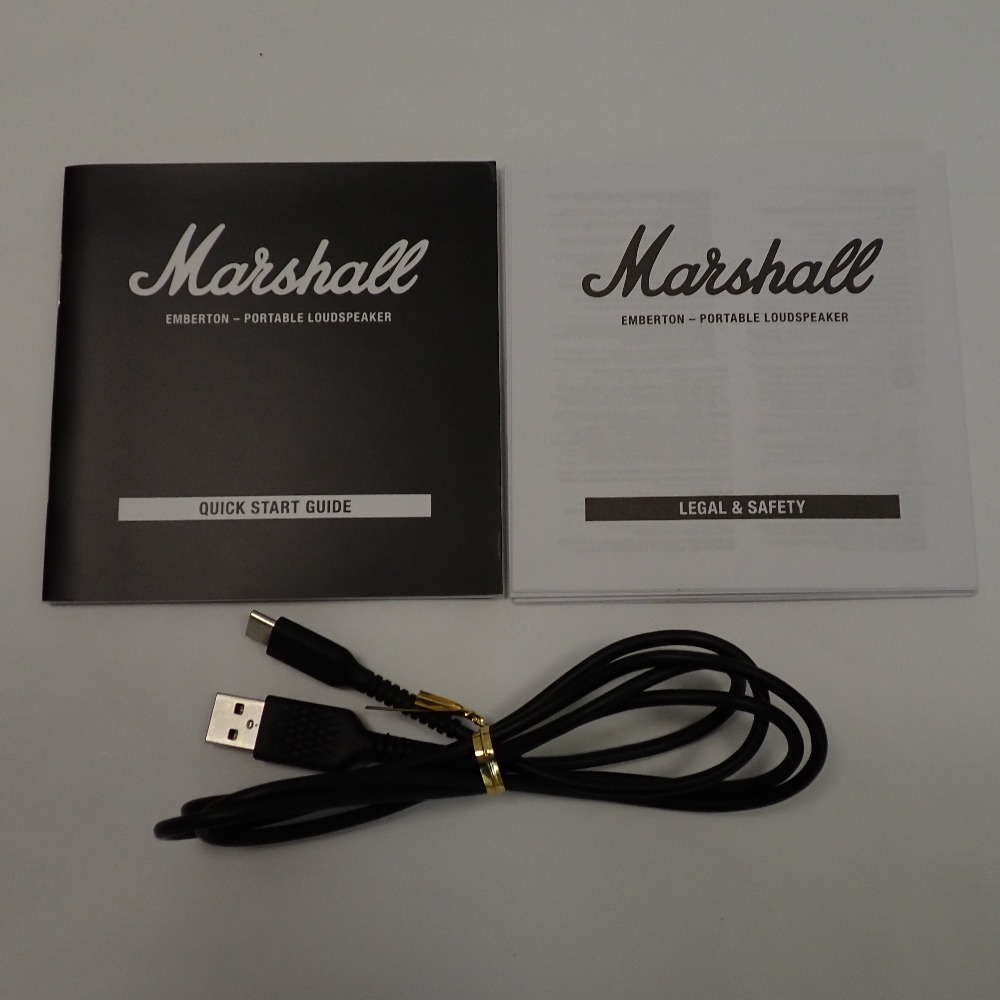 Marshall
EMBERTON – PORTABLE LOUDSPEAKER
QUICK START GUIDE
Marshall
EMBERTON – PORTABLE LOUDSPEAKER
LEGAL & SAFETY